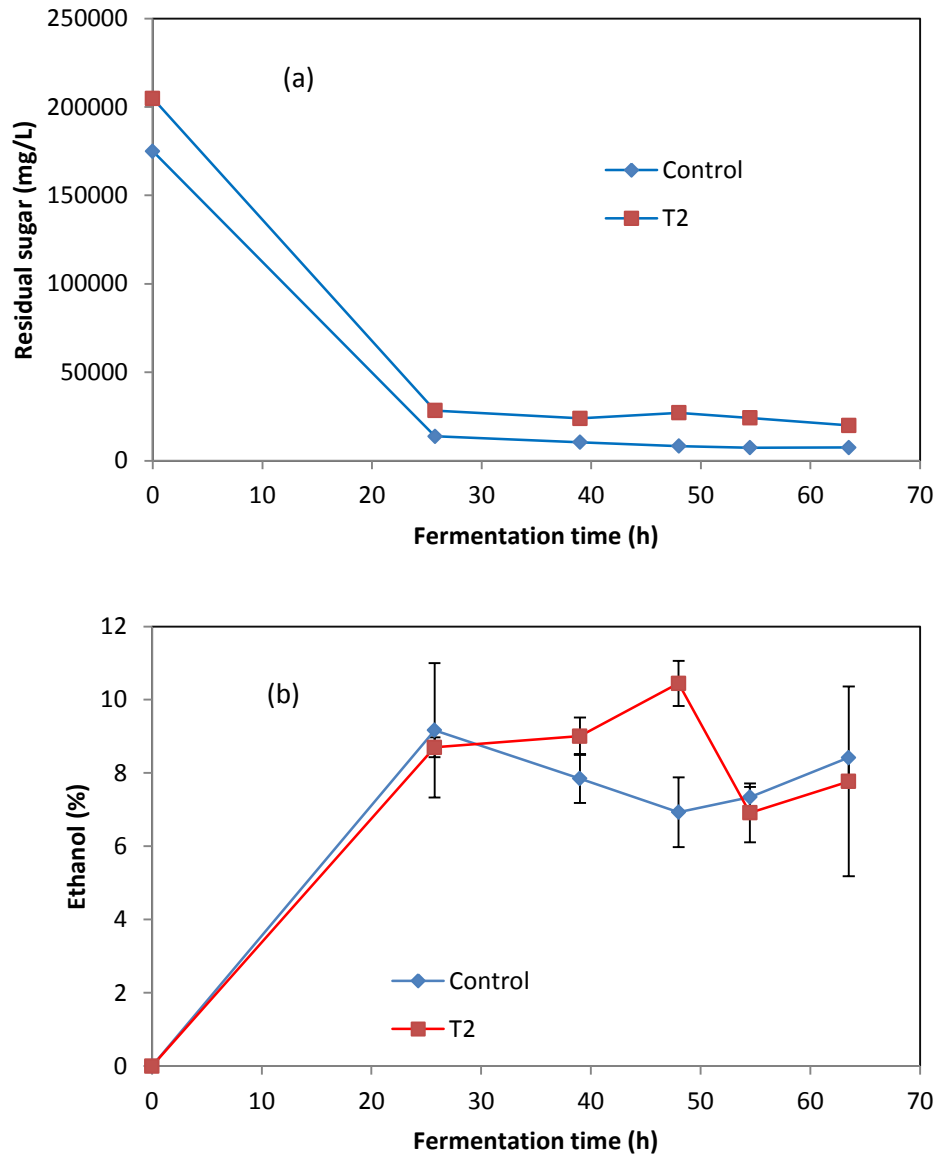 250000
(a)
200000
150000
100000
50000
0
Residual sugar (mg/L)
Control
T2
0 10 20 30 40 50 60 70
Fermentation time (h)
12
(b)
10
8
6
4
2
0
Ethanol (%)
Control
T2
0 10 20 30 40 50 60 70
Fermentation time (h)